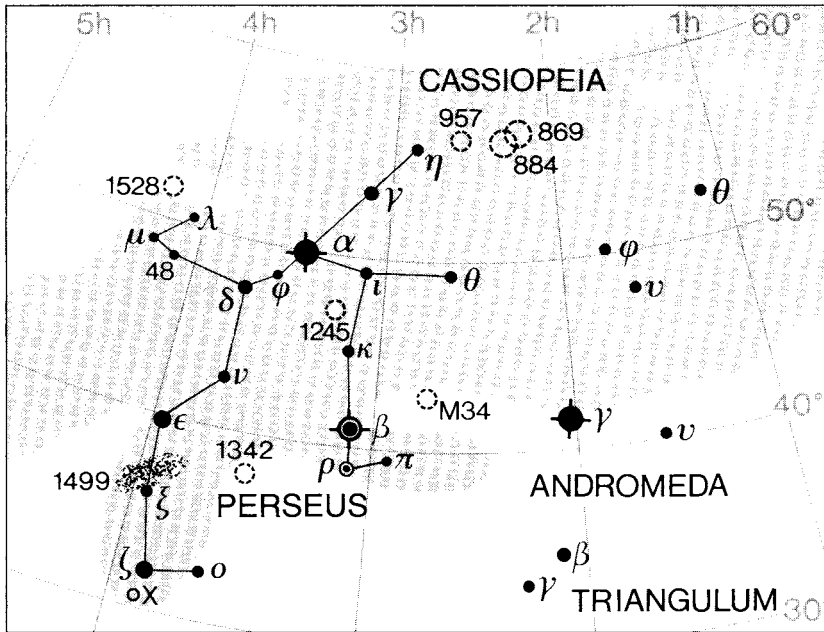 5h 4h 3h 2h 1h 60°
CASSIOPEIA
957
869
884
η
1528
γ
θ
50°
λ
μ
α
48
φ
δ
φ
ι
θ
υ
1245
κ
ν
M34
40°
ε
β
γ
υ
1342
ρ π
1499
PERSEUS
ANDROMEDA
ξ
β
ζ ο
γ
TRIANGULUM
X
30°